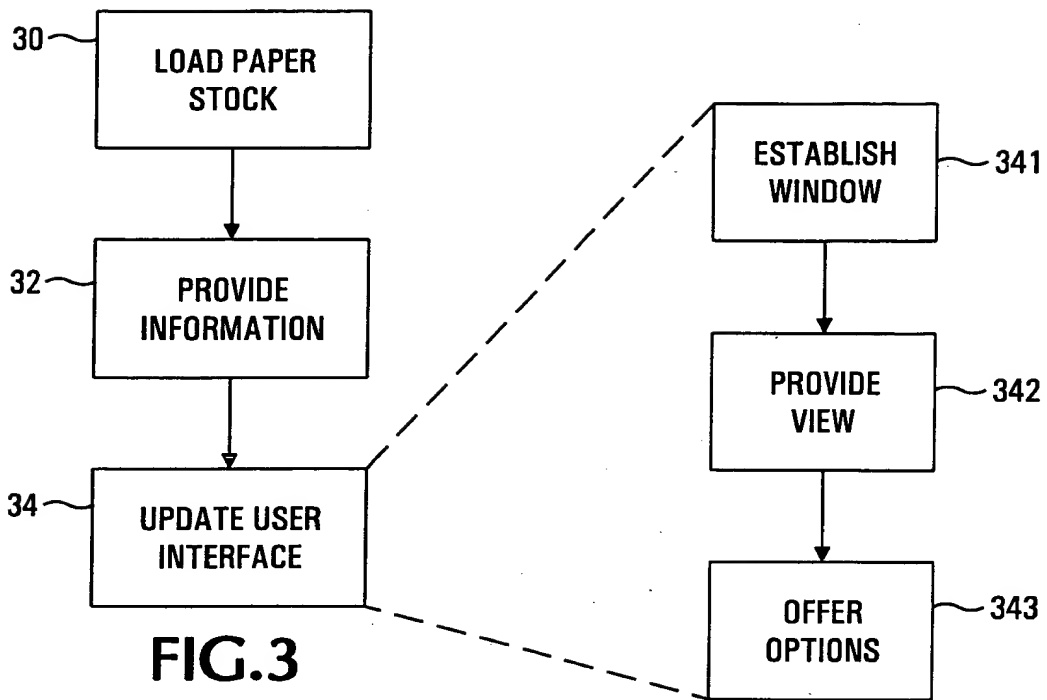 30
LOAD PAPER
STOCK
32
PROVIDE
INFORMATION
34
UPDATE USER
INTERFACE
FIG.3
ESTABLISH
WINDOW
341
PROVIDE
VIEW
342
OFFER
OPTIONS
343